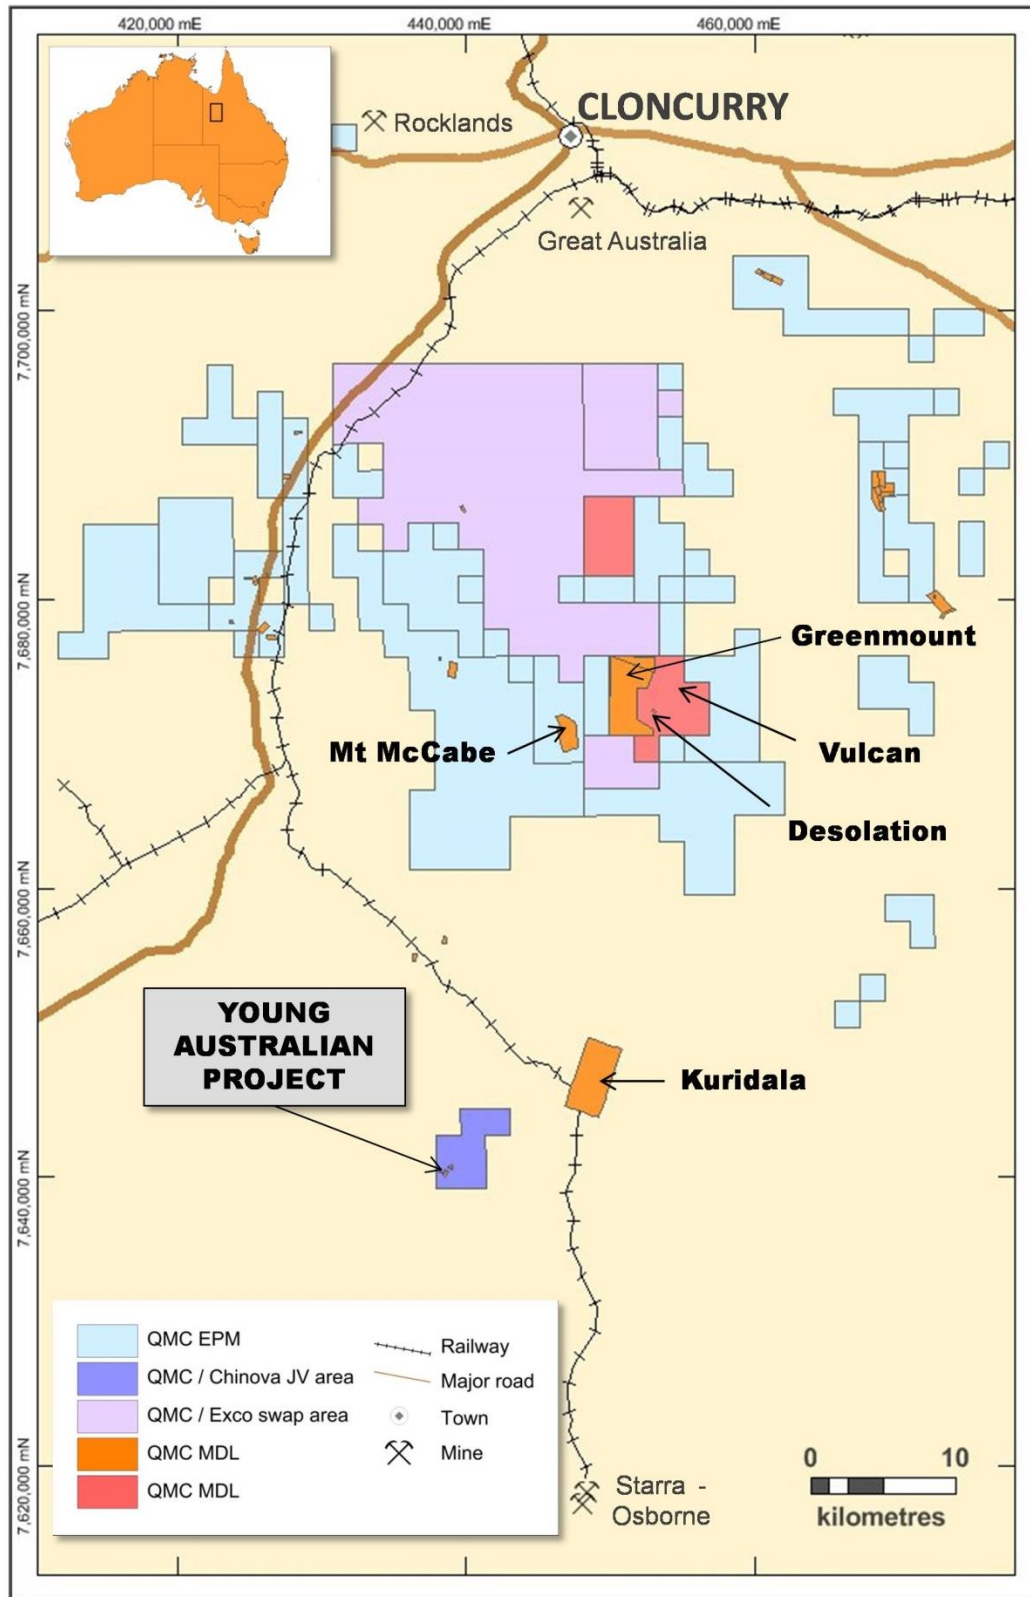 420,000 mE
440,000 mE
460,000 mE
CLONCURRY
Rocklands
Great Australia
7,700,000 mN
7,680,000 mN
Greenmount
Mt McCabe
Vulcan
Desolation
7,660,000 mN
YOUNG
AUSTRALIAN
PROJECT
Kuridala
7,640,000 mN
QMC EPM
QMC / Chinova JV area
QMC / Exco swap area
QMC MDL
QMC MDL
Railway
Major road
Town
Mine
Starra -
Osborne
0 10
kilometres
7,620,000 mN